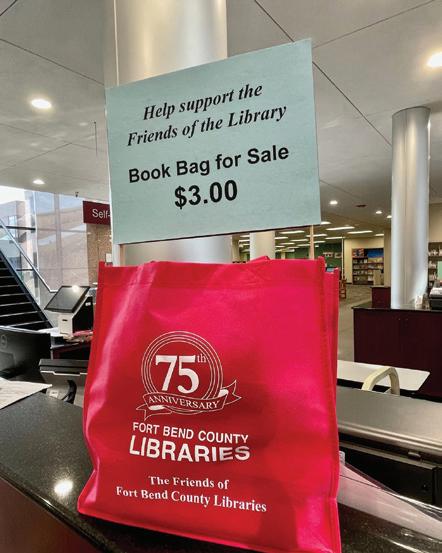 Help support the
Friends of the Library
Book Bag for Sale
$3.00
Self-
75th
ANNIVERSARY
FORT BEND COUNTY
LIBRARIES
The Friends of
Fort Bend County Libraries